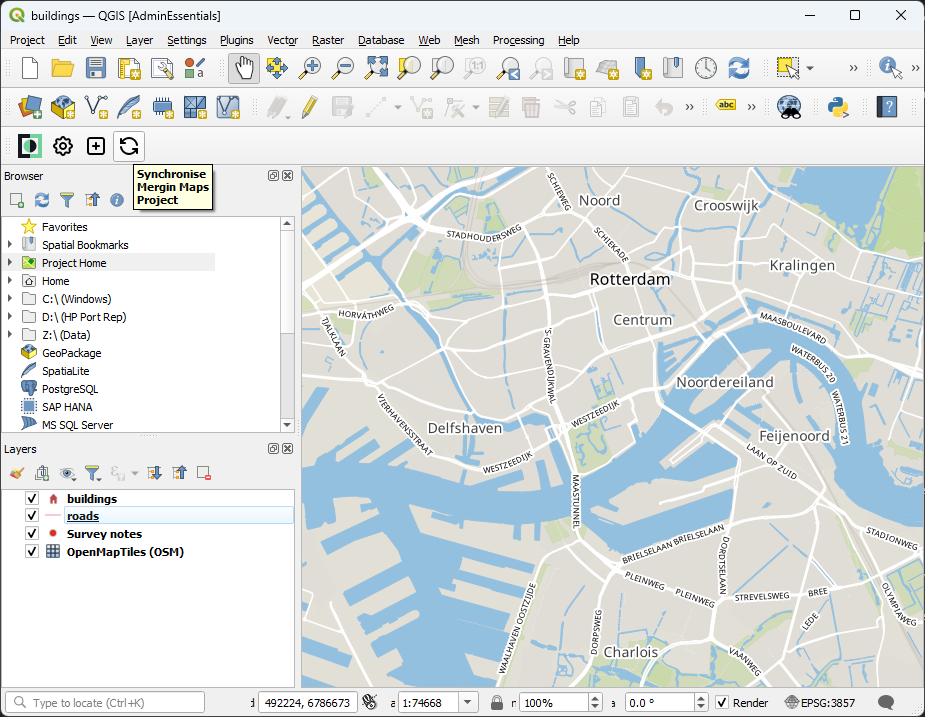 buildings — QGIS [AdminEssentials]
Project Edit View Layer Settings Plugins Vector Raster Database Web Mesh Processing Help
1:1
abc
Synchronise
Mergin Maps
Project
Browser
Favorites
Spatial Bookmarks
Project Home
Home
C:\ (Windows)
D:\ (HP Port Rep)
Z:\ (Data)
GeoPackage
SpatiaLite
PostgreSQL
SAP HANA
MS SQL Server
Layers
buildings
roads
Survey notes
OpenMapTiles (OSM)
SCHIEWEG
Noord
Crooswijk
STADHOUDERSWEG
SCHIEKADE
Kralingen
Rotterdam
HORVÁTHWEG
Centrum
MAASBOULEVARD
TJALKLAAN
'S-GRAVENDIJKWAL
WATERBUS 20
Noordereiland
WATERBUS 21
VIERHAVENSSTRAAT
WESTZEEDIJK
Delfshaven
Feijenoord
WESTZEEDIJK
LAAN OP ZUID
MAASTUNNEL
BRIELSELAAN BRIELSELAAN
STADIONWEG
DORDTSELAAN
PLEINWEG
PLEINWEG
STREVELSWEG
BREE
OLYMPIAWEG
WAALHAVEN OOSTZIJDE
DORPSWEG
LEDE
Charlois
VAANWEG
Type to locate (Ctrl+K)
492224, 6786673
1:74668
100%
0.0 °
Render
EPSG:3857